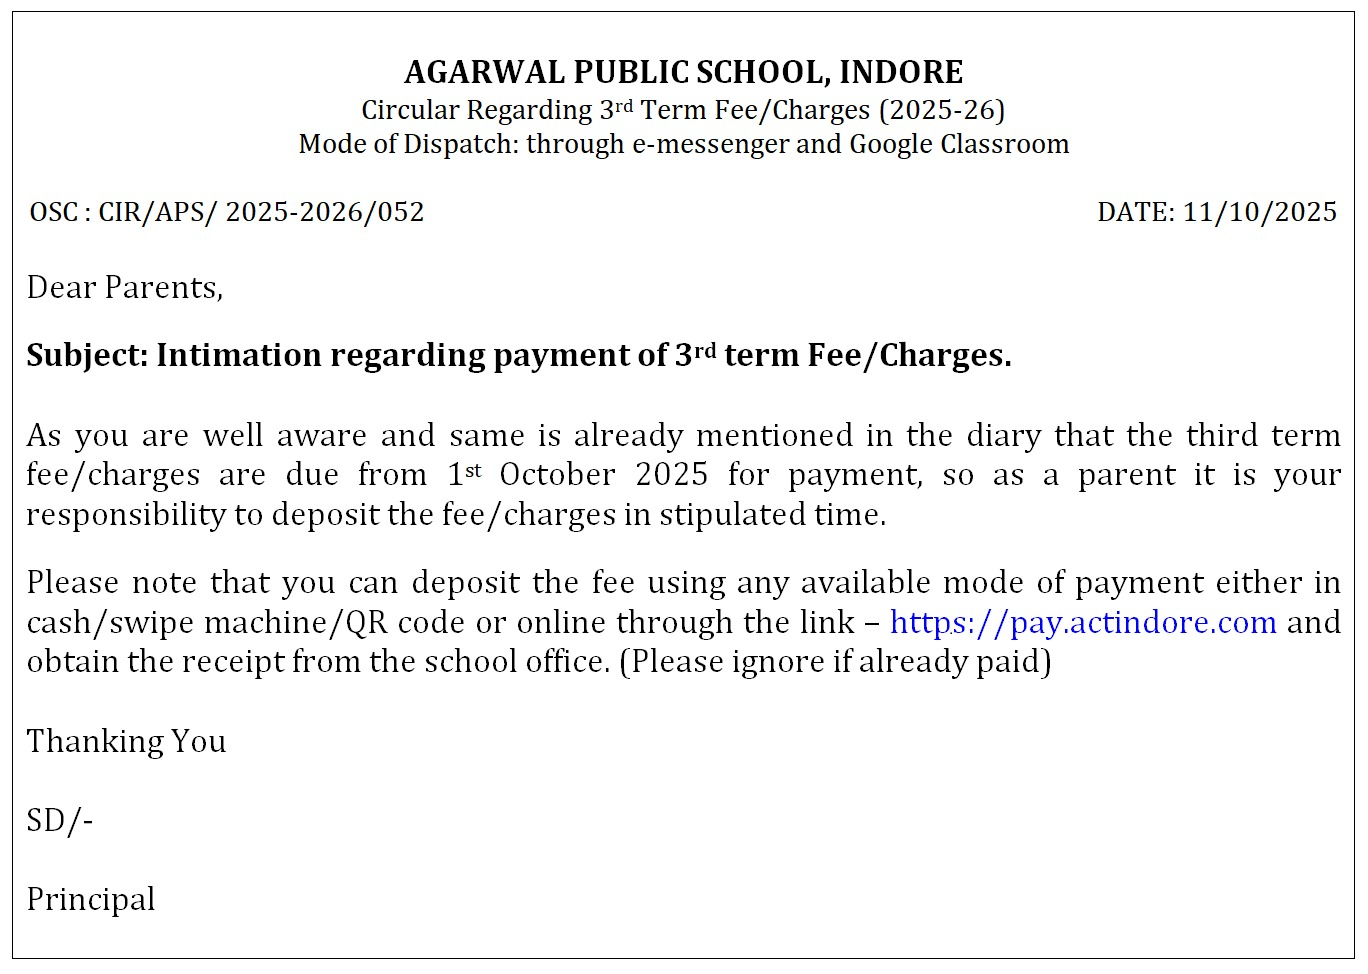 AGARWAL PUBLIC SCHOOL, INDORE
Circular Regarding 3rd Term Fee/Charges (2025-26)
Mode of Dispatch: through e-messenger and Google Classroom
OSC : CIR/APS/ 2025-2026/052 DATE: 11/10/2025
Dear Parents,
Subject: Intimation regarding payment of 3rd term Fee/Charges.
As you are well aware and same is already mentioned in the diary that the third term
fee/charges are due from 1st October 2025 for payment, so as a parent it is your
responsibility to deposit the fee/charges in stipulated time.
Please note that you can deposit the fee using any available mode of payment either in
cash/swipe machine/QR code or online through the link – https://pay.actindore.com and
obtain the receipt from the school office. (Please ignore if already paid)
Thanking You
SD/-
Principal